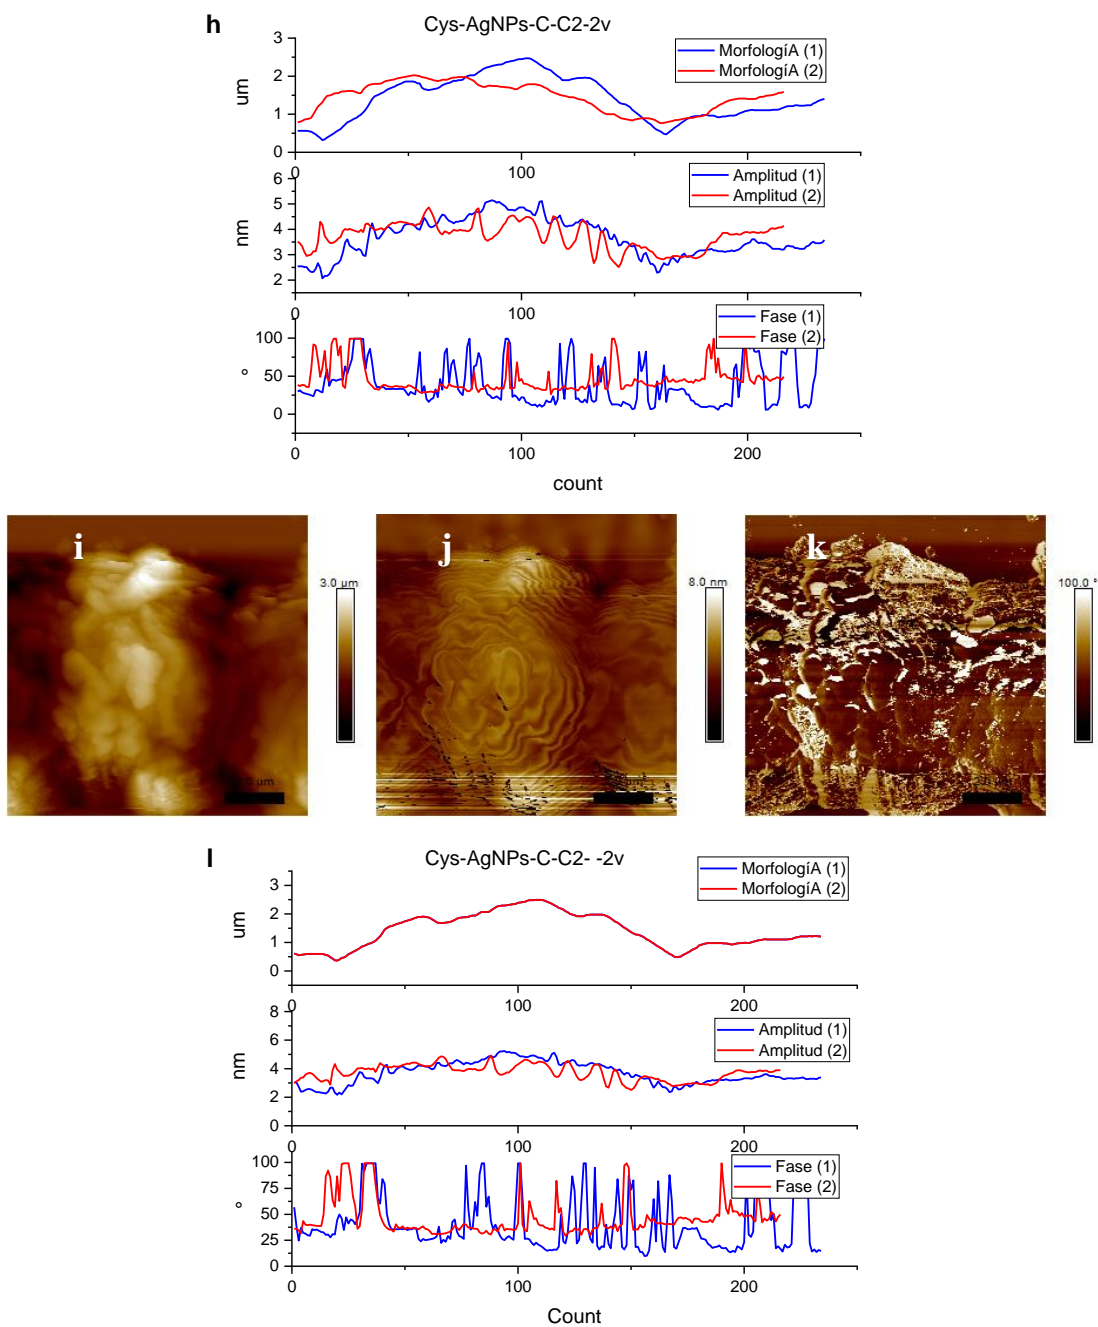 h
Cys-AgNPs-C-C2-2v
3
2
1
0
um
MorfologíA (1)
MorfologíA (2)
0
100
6
5
4
3
2
nm
Amplitud (1)
Amplitud (2)
0
100
100
50
0
°
Fase (1)
Fase (2)
0
100
200
count
i
3.0 µm
j
8.0 nm
k
100.0 °
l
Cys-AgNPs-C-C2- -2v
3
2
1
0
um
MorfologíA (1)
MorfologíA (2)
0
100
200
8
6
4
2
0
nm
Amplitud (1)
Amplitud (2)
0
100
200
100
75
50
25
0
°
Fase (1)
Fase (2)
0
100
200
Count